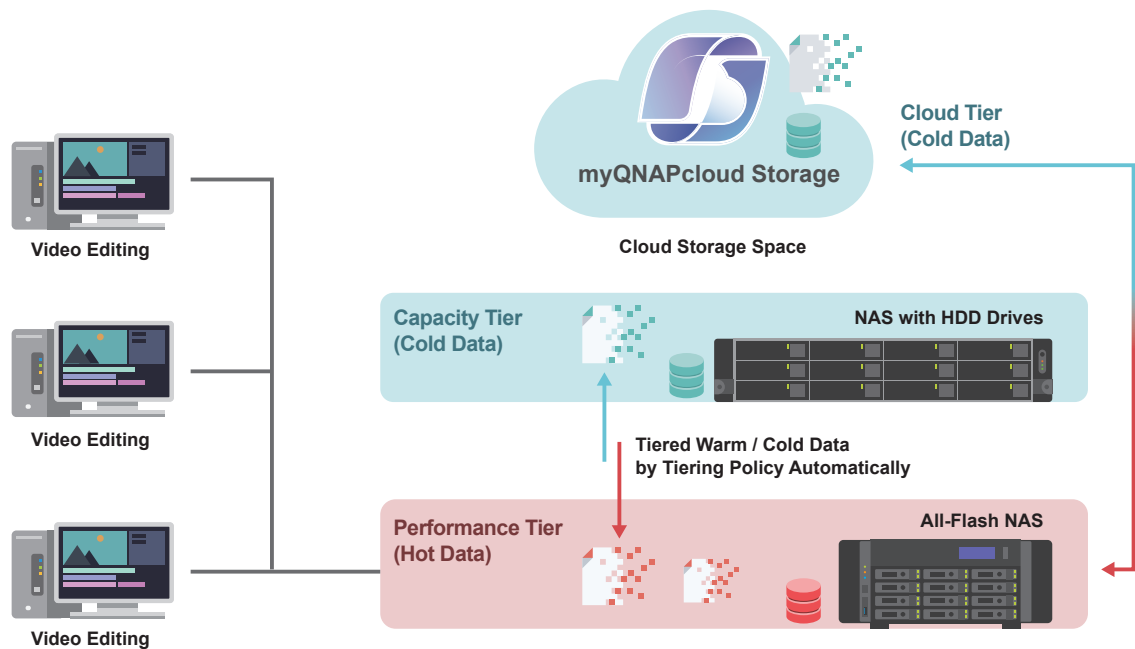 myQNAPcloud Storage
Cloud Tier
(Cold Data)
Cloud Storage Space
Video Editing
Capacity Tier
(Cold Data)
NAS with HDD Drives
Video Editing
Tiered Warm / Cold Data
by Tiering Policy Automatically
Performance Tier
(Hot Data)
All-Flash NAS
Video Editing